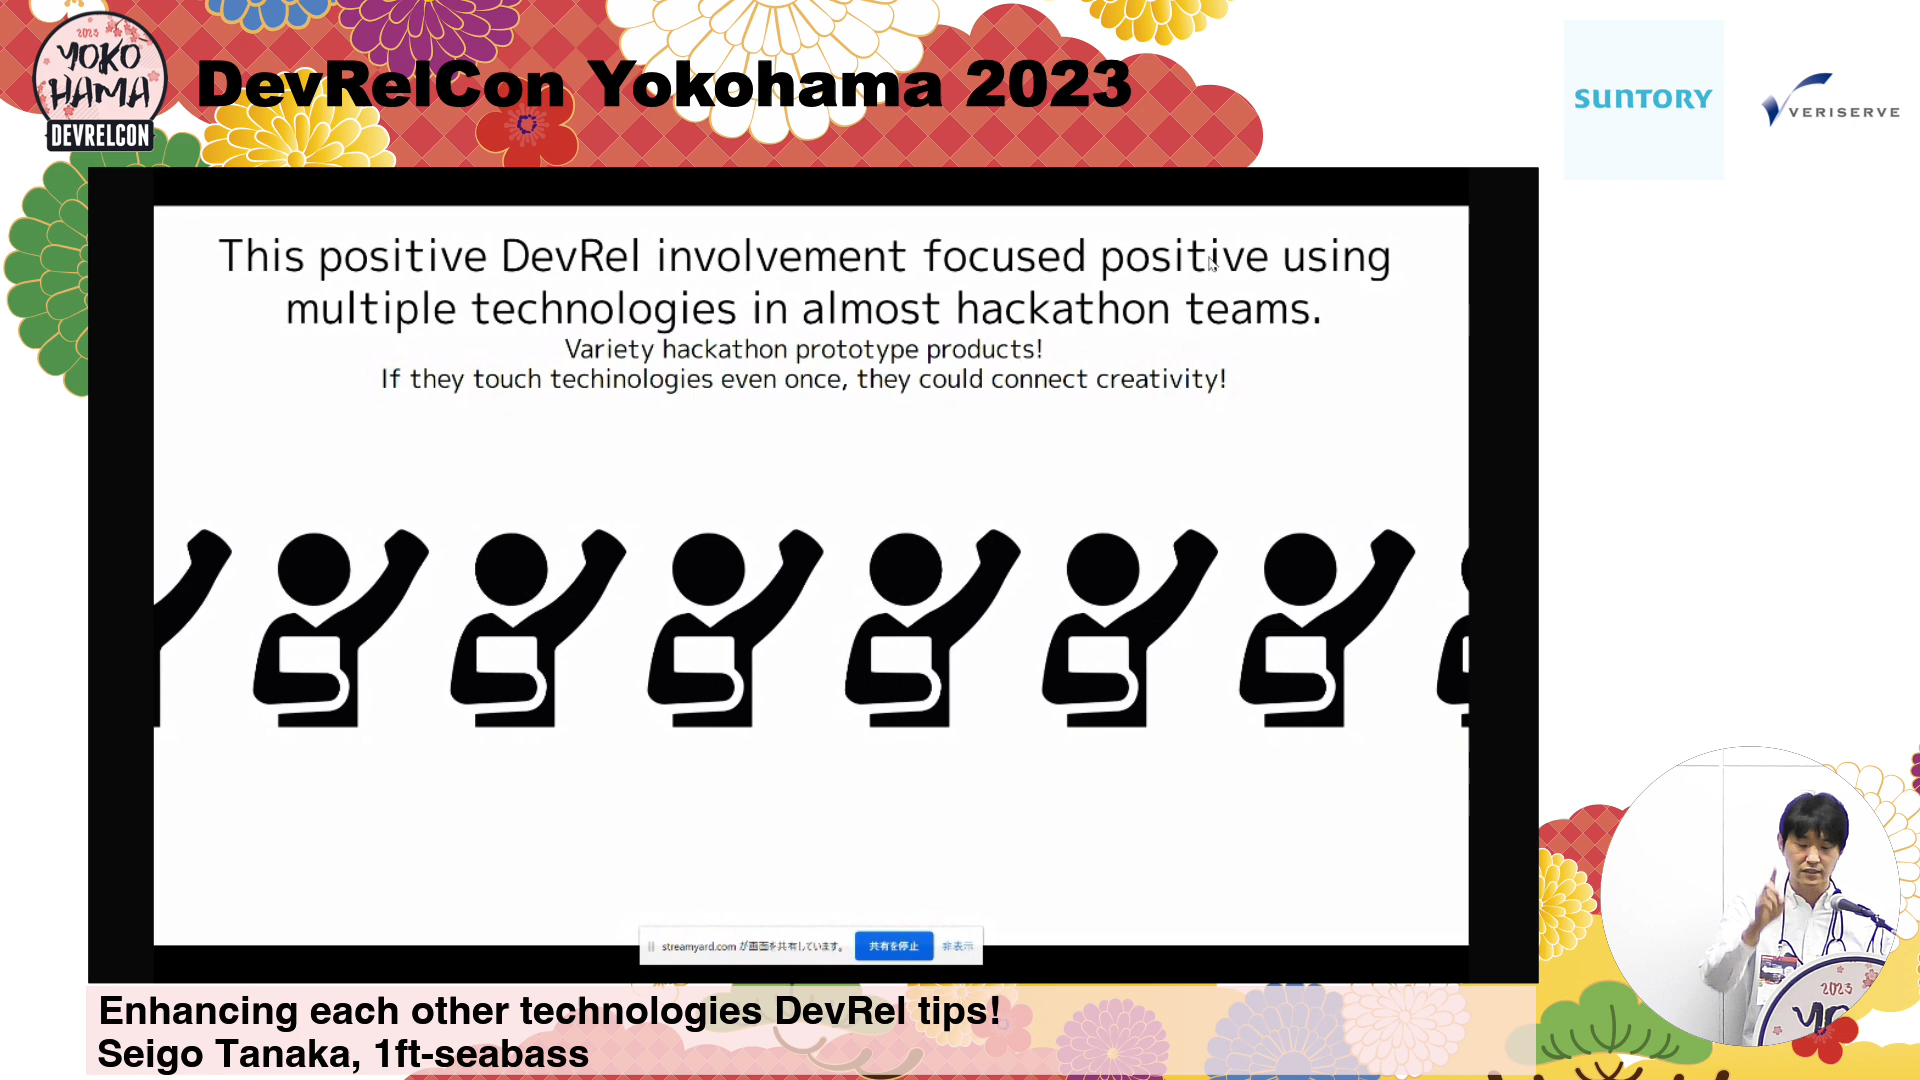 2023
YOKO
HAMA
DEVRELCON
DevRelCon Yokohama 2023
SUNTORY
VERISERVE
This positive DevRel involvement focused positive using
multiple technologies in almost hackathon teams.
Variety hackathon prototype products!
If they touch techinologies even once, they could connect creativity!
streamyard.com が画面を共有しています。
共有を停止
非表示
Enhancing each other technologies DevRel tips!
Seigo Tanaka, 1ft-seabass
2023